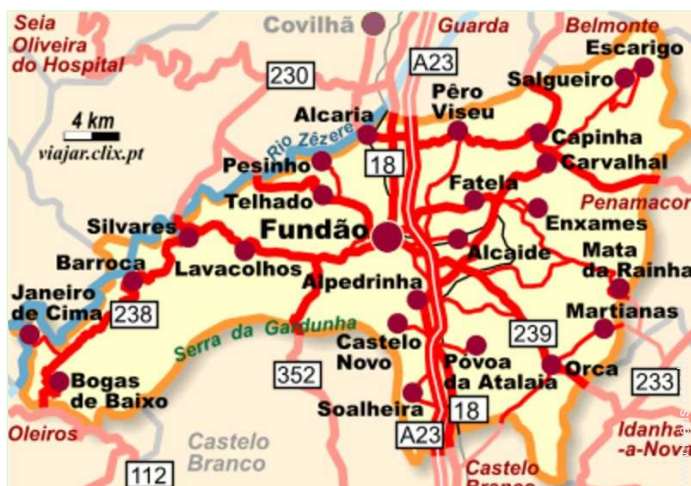 Seia
Oliveira
do Hospital
Covilhã
Guarda
Belmonte
A23
230
Escarigo
Salgueiro
4 km
viajar.clix.pt
Rio Zêzere
Alcaria
Pêro
Viseu
Capinha
18
Pesinho
Carvalhal
Telhado
Fatela
Penamacor
Silvares
Fundão
Enxames
Alcaide
Lavacolhos
Barroca
Alpedrinha
Mata
da Rainha
Janeiro
de Cima
238
Martianas
Serra da Gardunha
239
Castelo
Novo
Póvoa
da Atalaia
Orca
352
233
Bogas
de Baixo
Soalheira
18
Oleiros
A23
Idanha
-a-Nova
Castelo
Branco
112
Castelo
Branco